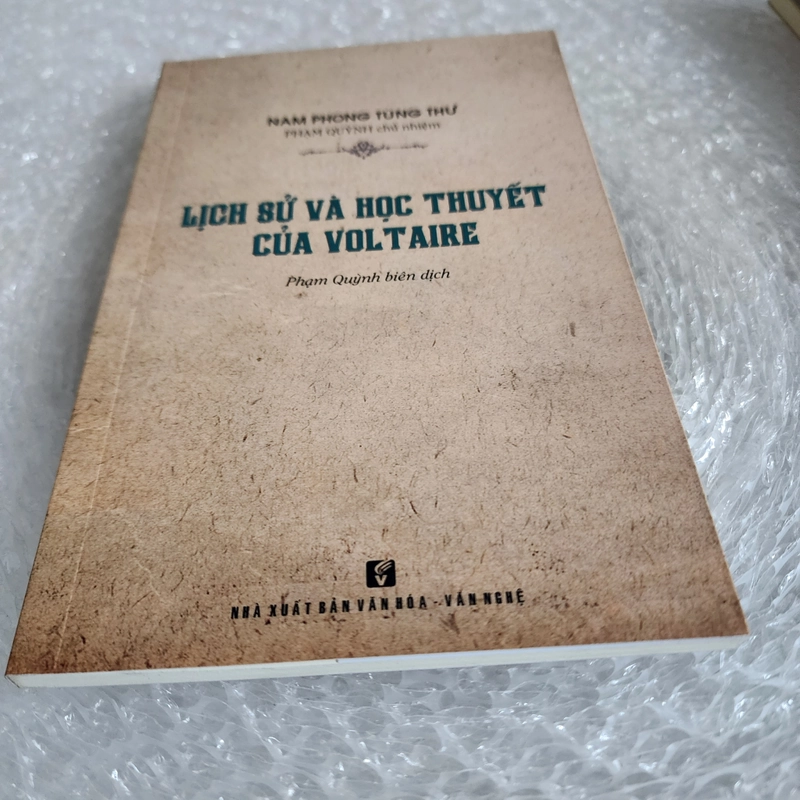 NAM PHONG TÙNG THƯ
PHẠM QUỲNH chủ nhiệm
LỊCH SỬ VÀ HỌC THUYẾT
CỦA VOLTAIRE
Phạm Quỳnh biên dịch
V
NHÀ XUẤT BẢN VĂN HÓA - VĂN NGHỆ